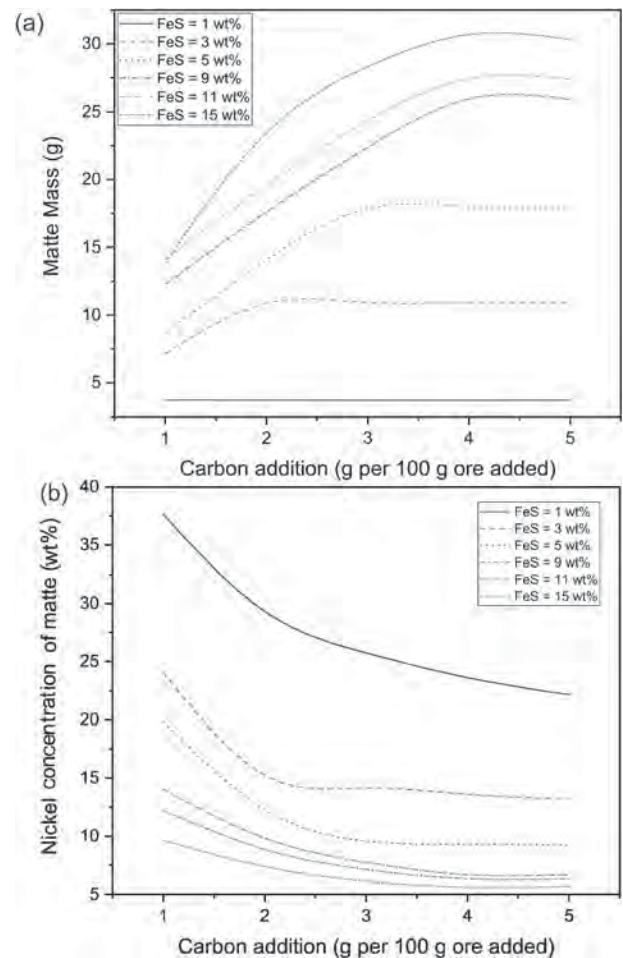 (a)
FeS = 1 wt%
FeS = 3 wt%
FeS = 5 wt%
FeS = 9 wt%
FeS = 11 wt%
FeS = 15 wt%
Matte Mass (g)
30
25
20
15
10
5
1 2 3 4 5
Carbon addition (g per 100 g ore added)
(b)
FeS = 1 wt%
FeS = 3 wt%
FeS = 5 wt%
FeS = 9 wt%
FeS = 11 wt%
FeS = 15 wt%
Nickel concentration of matte (wt%)
40
35
30
25
20
15
10
5
1 2 3 4 5
Carbon addition (g per 100 g ore added)